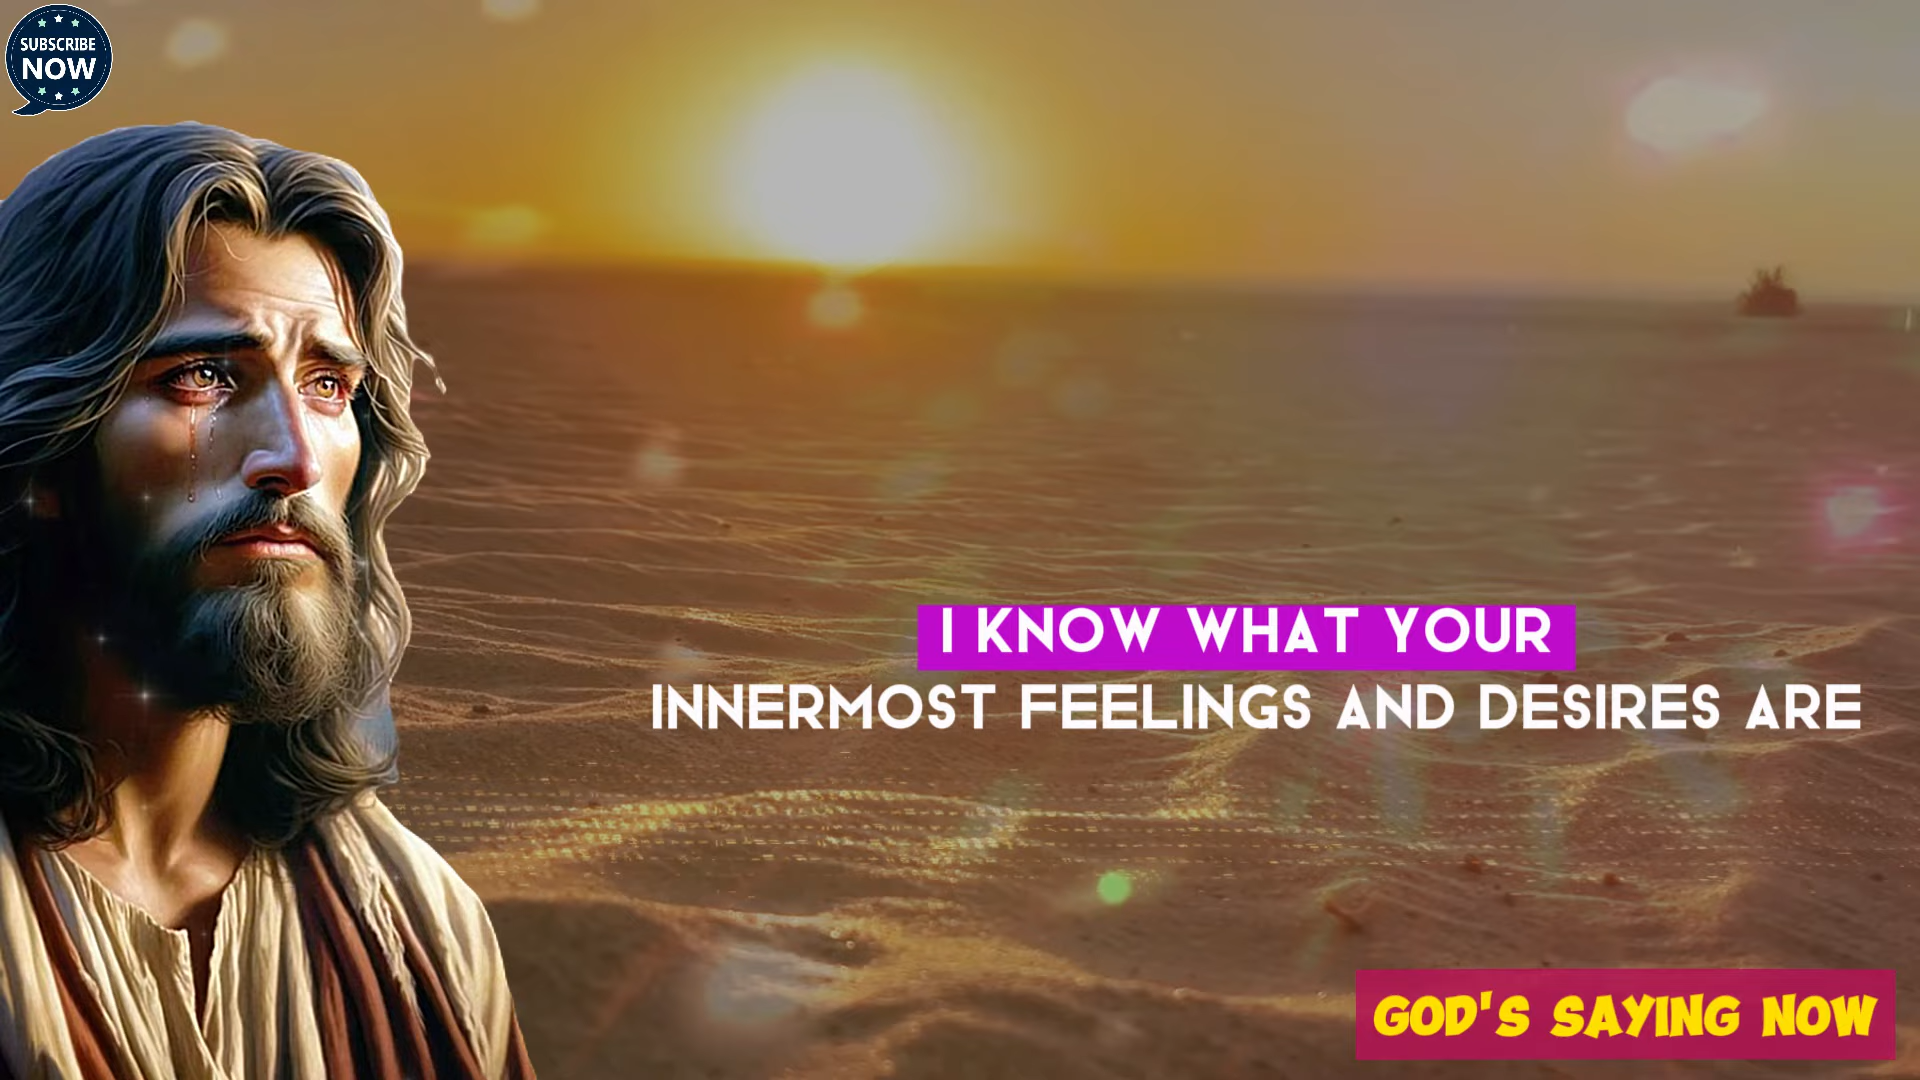 SUBSCRIBE
NOW
I KNOW WHAT YOUR
INNERMOST FEELINGS AND DESIRES ARE
GOD'S SAYING NOW